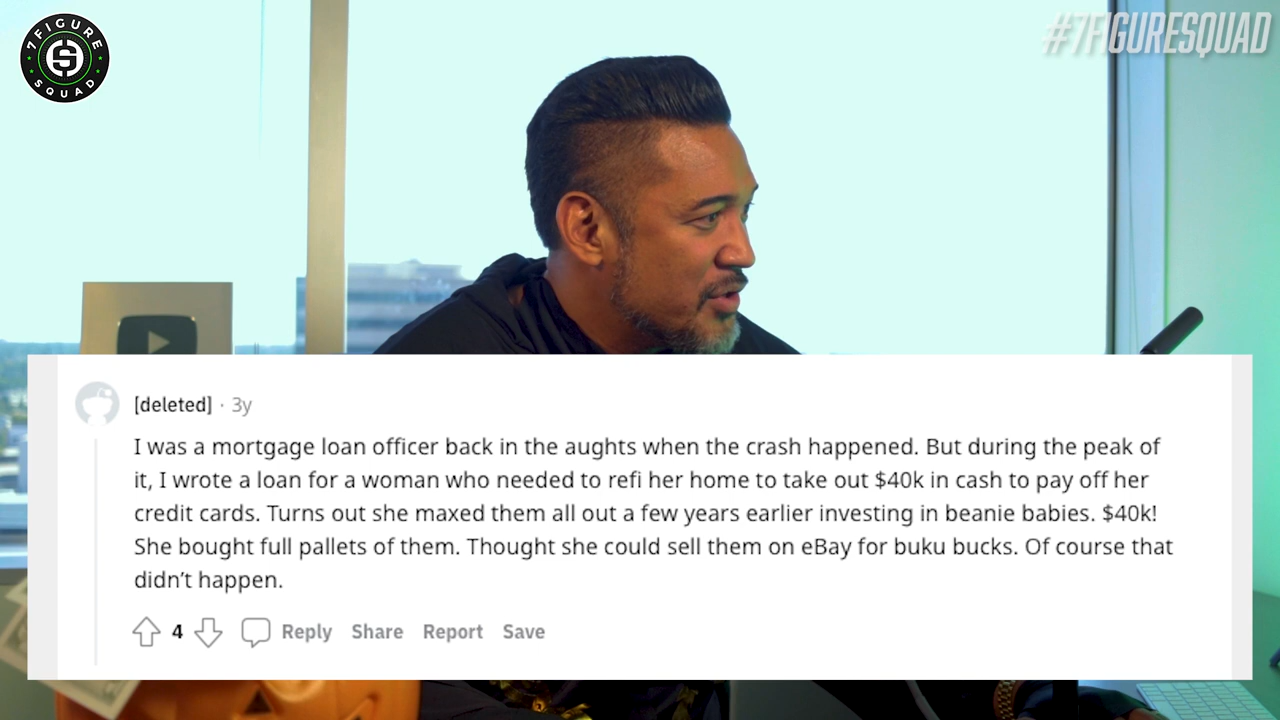 7FIGURE
SQUAD
#7FIGURESQUAD
[deleted] · 3y
I was a mortgage loan officer back in the aughts when the crash happened. But during the peak of
it, I wrote a loan for a woman who needed to refi her home to take out $40k in cash to pay off her
credit cards. Turns out she maxed them all out a few years earlier investing in beanie babies. $40k!
She bought full pallets of them. Thought she could sell them on eBay for buku bucks. Of course that
didn't happen.
4 Reply Share Report Save